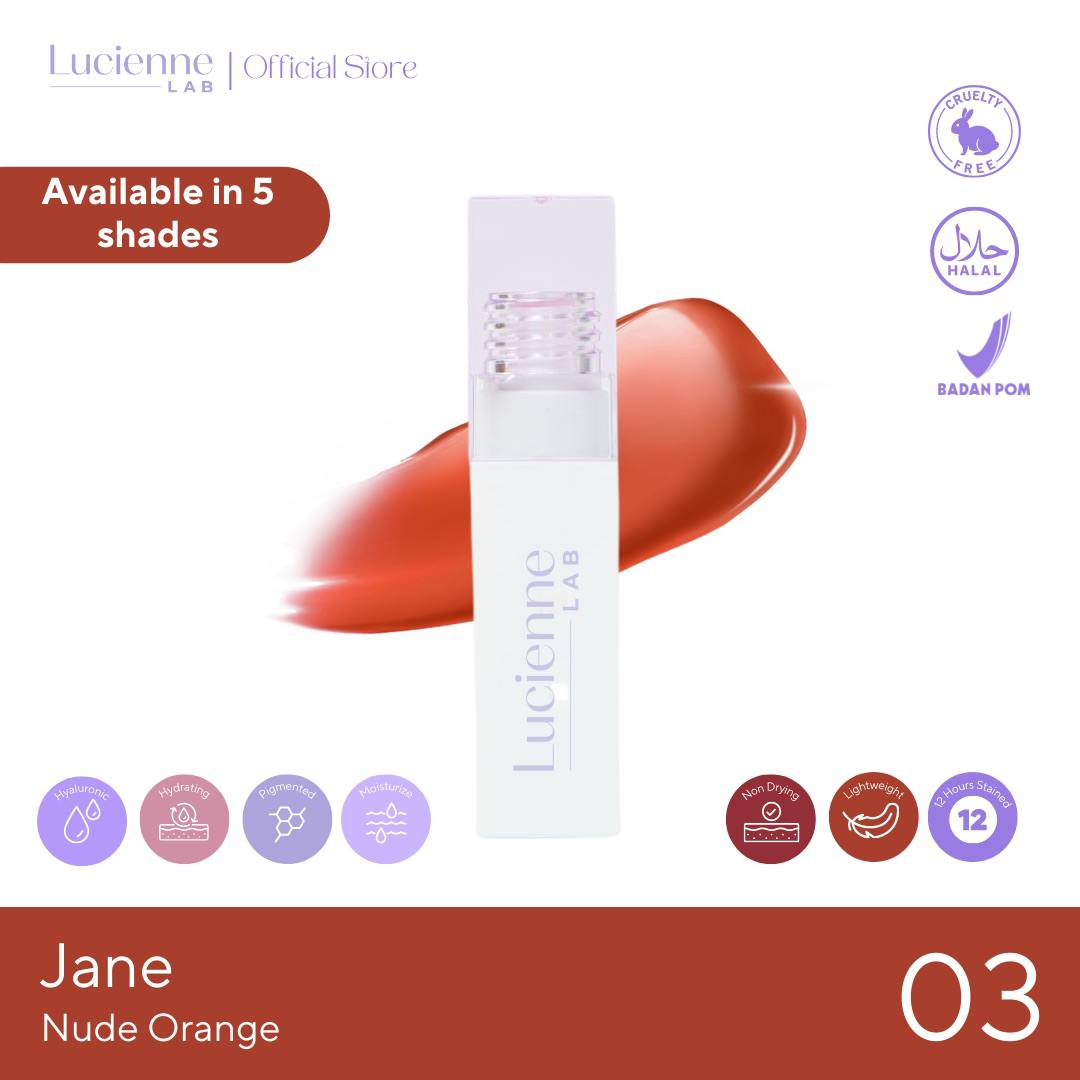 Lucienne
LAB
Official Store
CRUELTY
FREE
Available in 5
shades
حلال
HALAL
BADAN POM
Lucienne
LAB
Hyaluronic
Hydrating
Pigmented
Moisturize
Non Drying
Lightweight
12 Hours Stained
12
Jane
Nude Orange
03